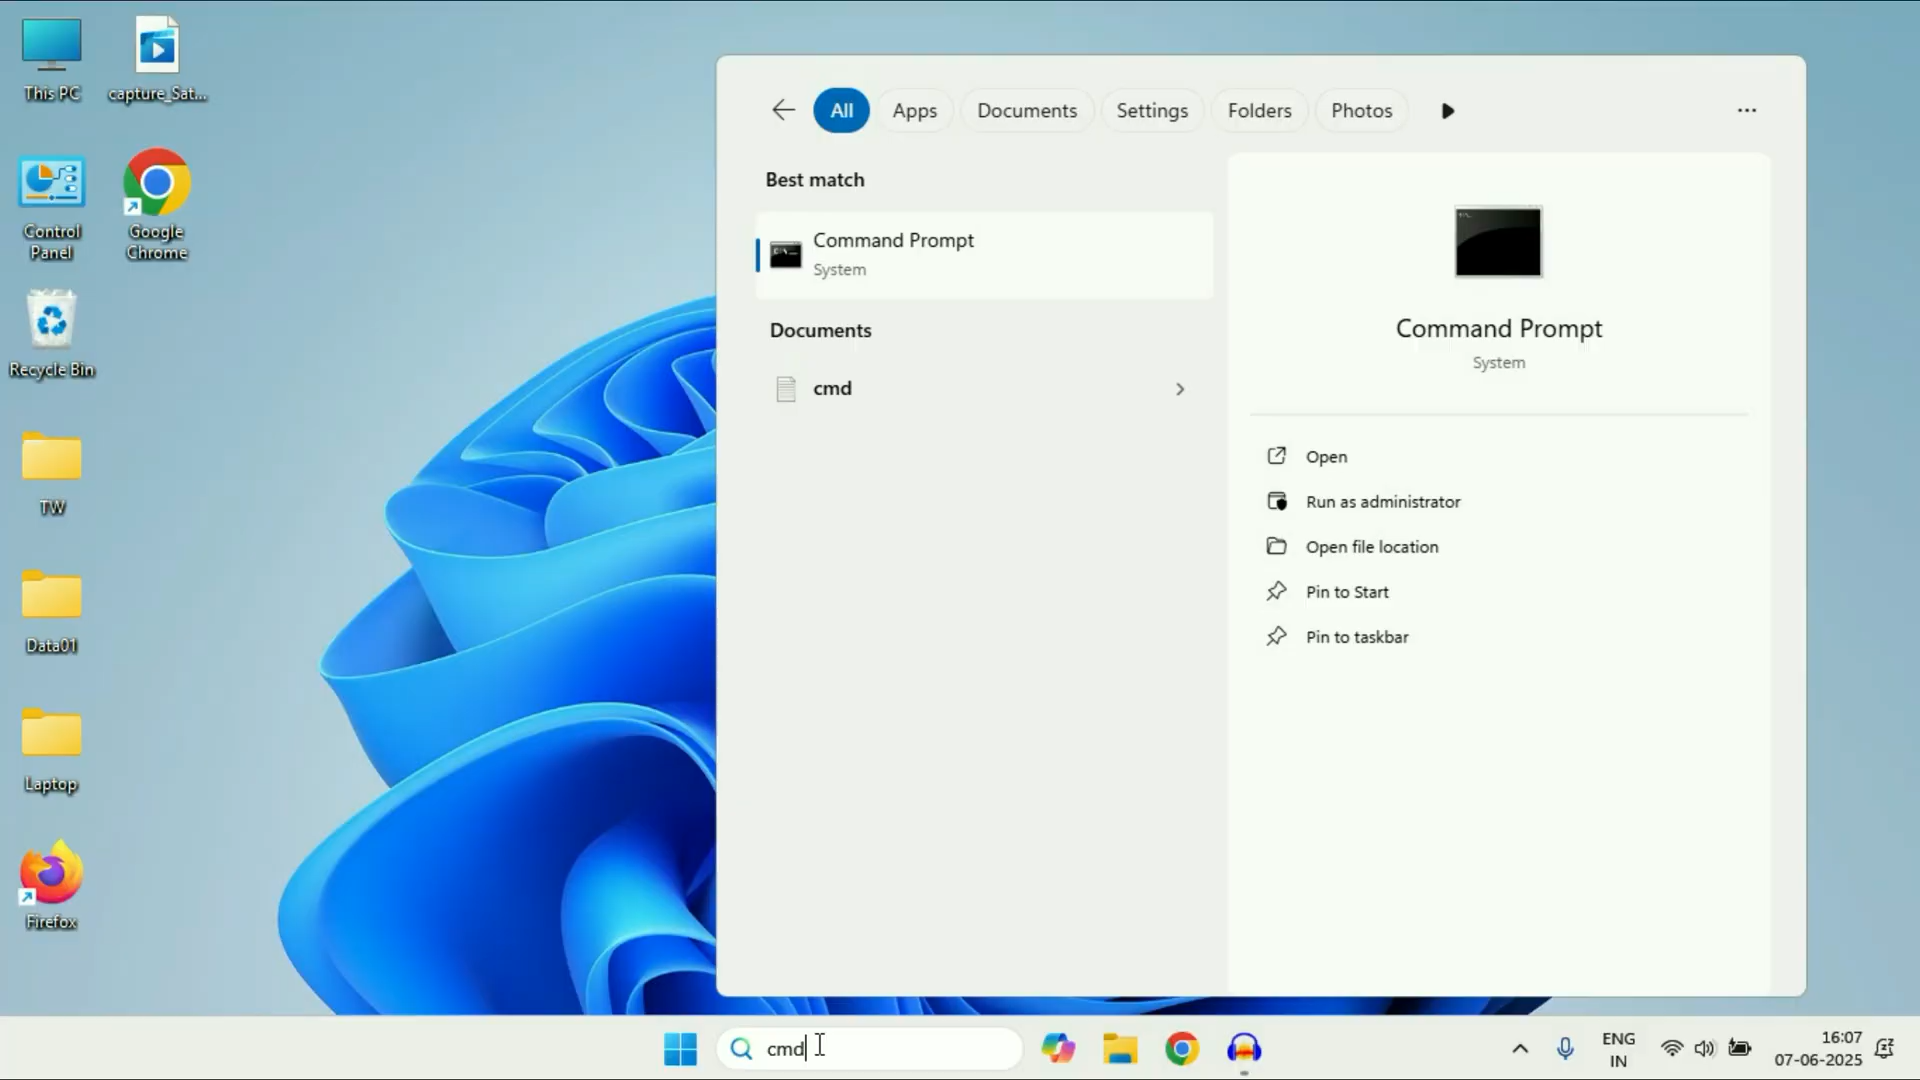 This PC
capture_Sat...
Control
Panel
Google
Chrome
Recycle Bin
TW
Data01
Laptop
Firefox
All
Apps
Documents
Settings
Folders
Photos
...
Best match
Command Prompt
System
Documents
cmd
Command Prompt
System
Open
Run as administrator
Open file location
Pin to Start
Pin to taskbar
cmd
ENG
IN
16:07
07-06-2025